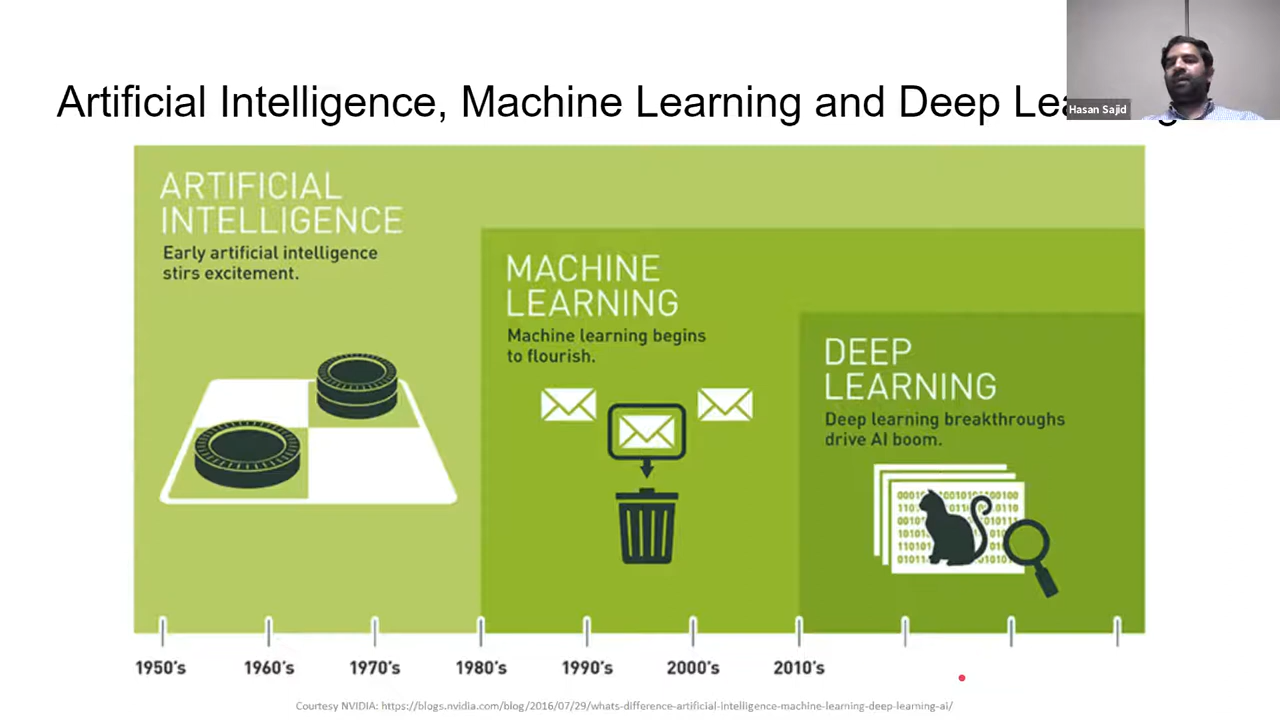 Artificial Intelligence, Machine Learning and Deep Le g
Hasan Sajid
ARTIFICIAL
INTELLIGENCE
Early artificial intelligence
stirs excitement.
MACHINE
LEARNING
Machine learning begins
to flourish.
DEEP
LEARNING
Deep learning breakthroughs
drive AI boom.
1950's 1960's 1970's 1980's 1990's 2000's 2010's
Courtesy NVIDIA: https://blogs.nvidia.com/blog/2016/07/29/whats-difference-artificial-intelligence-machine-learning-deep-learning-ai/